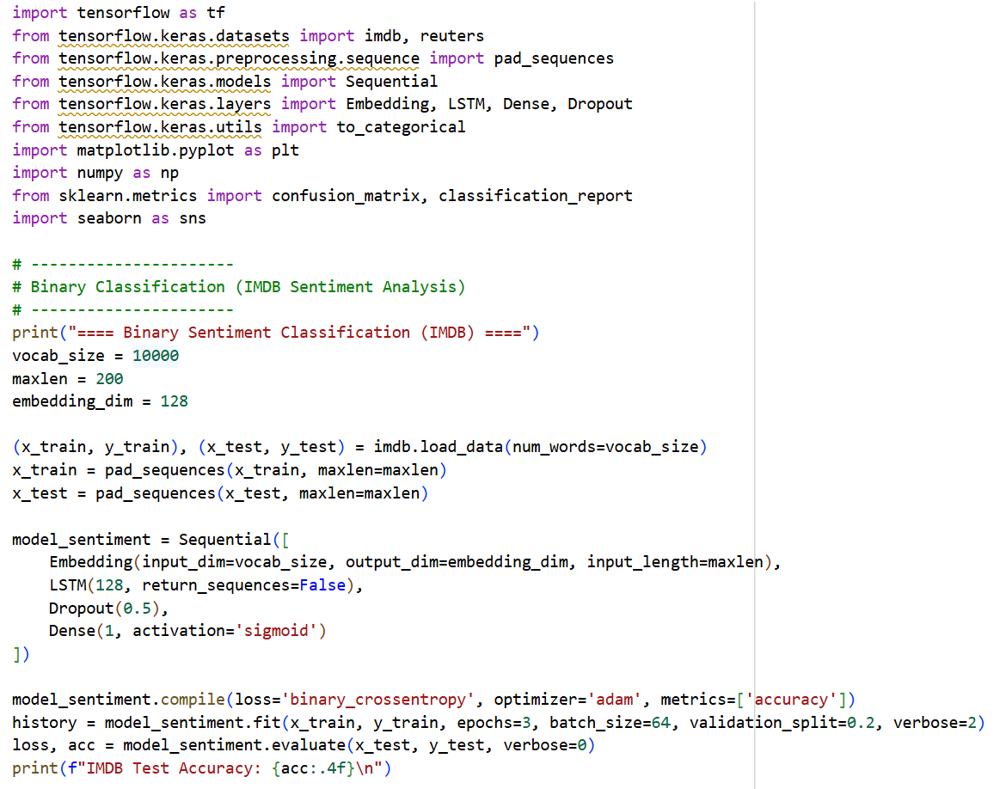 import tensorflow as tf
from tensorflow.keras.datasets import imdb, reuters
from tensorflow.keras.preprocessing.sequence import pad_sequences
from tensorflow.keras.models import Sequential
from tensorflow.keras.layers import Embedding, LSTM, Dense, Dropout
from tensorflow.keras.utils import to_categorical
import matplotlib.pyplot as plt
import numpy as np
from sklearn.metrics import confusion_matrix, classification_report
import seaborn as sns

# ----------------------
# Binary Classification (IMDB Sentiment Analysis)
# ----------------------
print("==== Binary Sentiment Classification (IMDB) ====")
vocab_size = 10000
maxlen = 200
embedding_dim = 128

(x_train, y_train), (x_test, y_test) = imdb.load_data(num_words=vocab_size)
x_train = pad_sequences(x_train, maxlen=maxlen)
x_test = pad_sequences(x_test, maxlen=maxlen)

model_sentiment = Sequential([
    Embedding(input_dim=vocab_size, output_dim=embedding_dim, input_length=maxlen),
    LSTM(128, return_sequences=False),
    Dropout(0.5),
    Dense(1, activation='sigmoid')
])

model_sentiment.compile(loss='binary_crossentropy', optimizer='adam', metrics=['accuracy'])
history = model_sentiment.fit(x_train, y_train, epochs=3, batch_size=64, validation_split=0.2, verbose=2)
loss, acc = model_sentiment.evaluate(x_test, y_test, verbose=0)
print(f"IMDB Test Accuracy: {acc:.4f}\n")